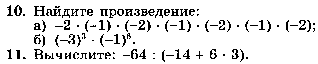 10. Найдите произведение:
а) –2 · (–1) · (–2) · (–1) · (–2) · (–1) · (–2);
б) (–3)³ · (–1)⁶.
11. Вычислите: –64 : (–14 + 6 · 3).